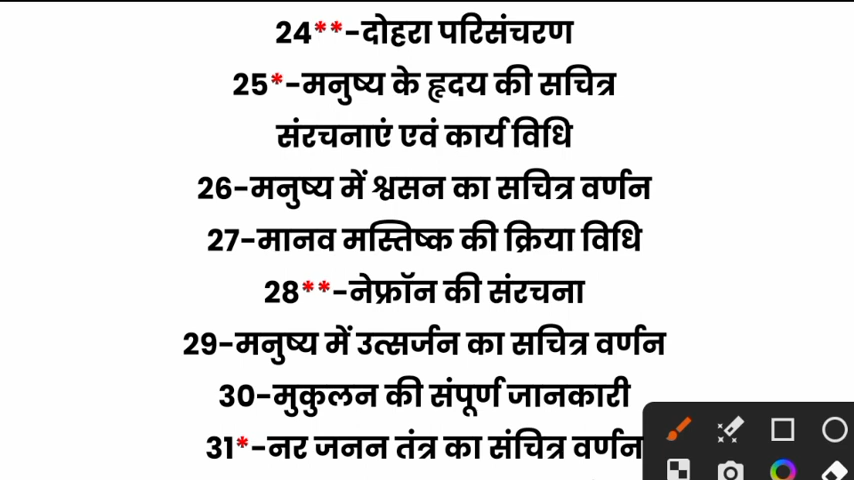 24**-दोहरा परिसंचरण
25*-मनुष्य के हृदय की सचित्र
संरचनाएं एवं कार्य विधि
26-मनुष्य में श्वसन का सचित्र वर्णन
27-मानव मस्तिष्क की क्रिया विधि
28**-नेफ्रॉन की संरचना
29-मनुष्य में उत्सर्जन का सचित्र वर्णन
30-मुकुलन की संपूर्ण जानकारी
31*-नर जनन तंत्र का संचित्र वर्णन